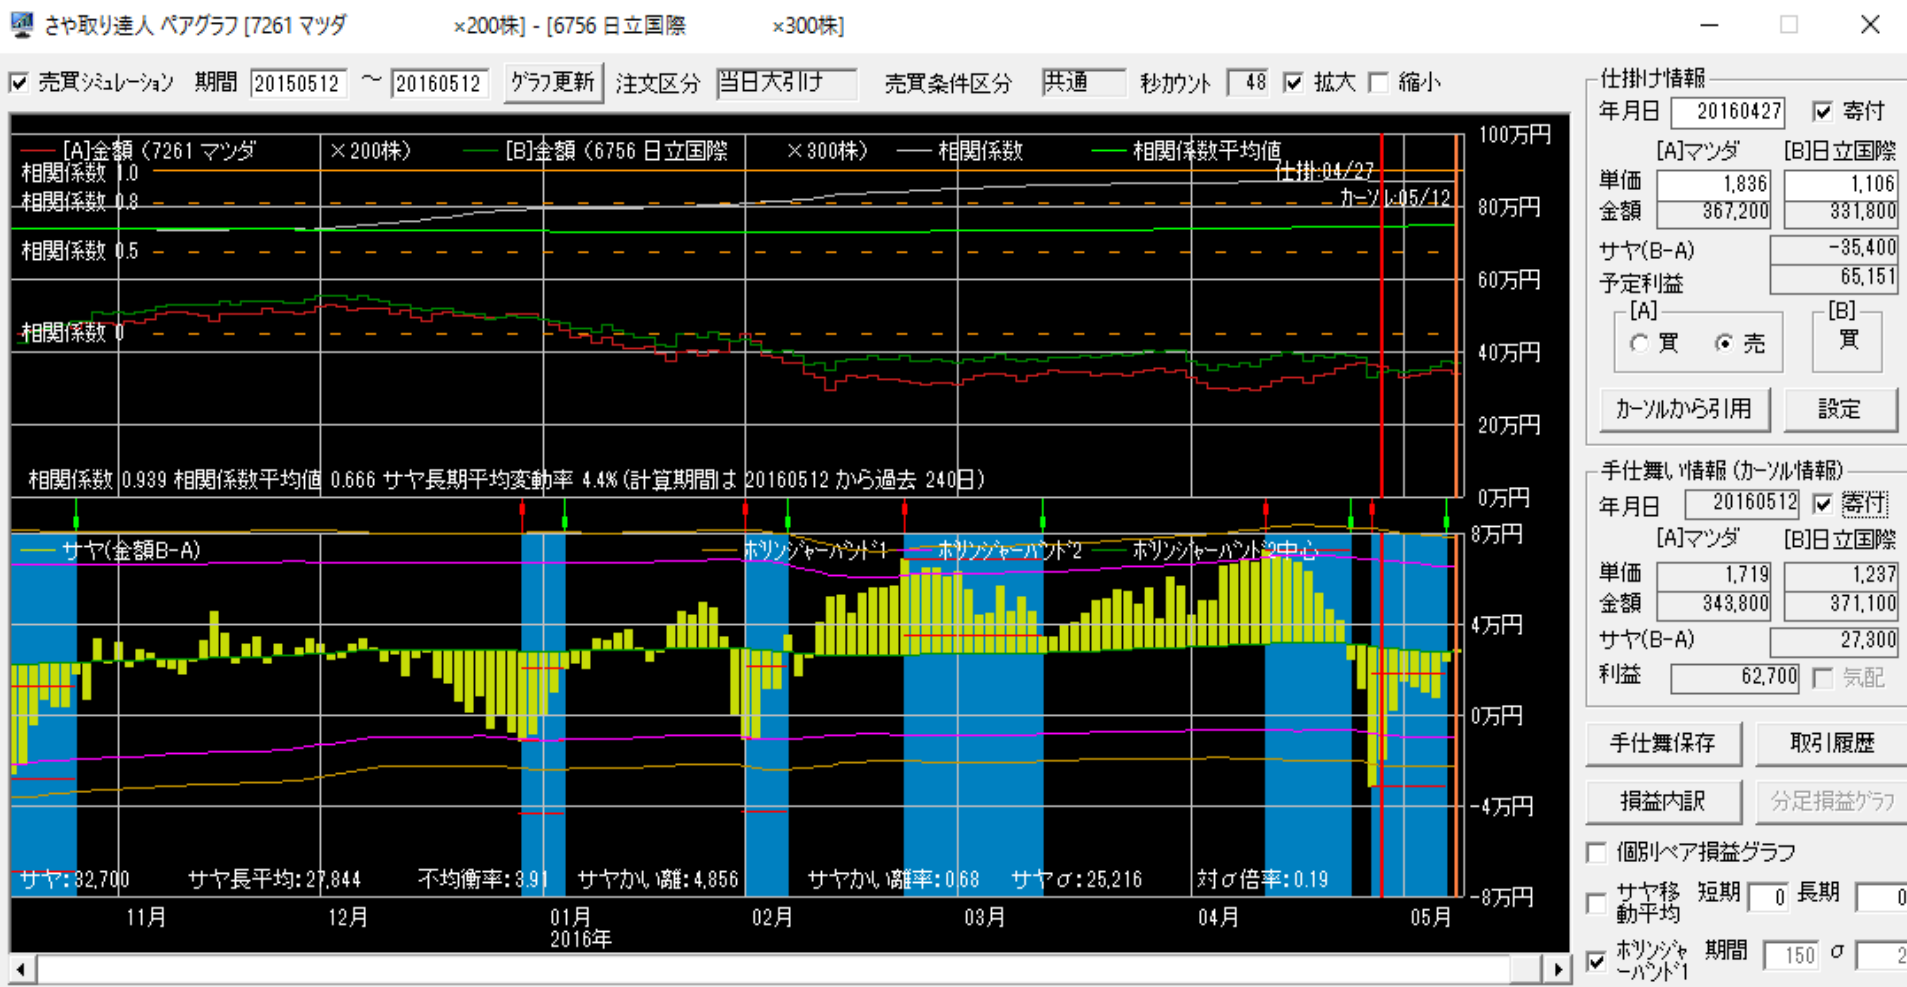 さや取り達人 ペアグラフ [7261 マツダ ×200株] - [6756 日立国際 ×300株]
売買シミュレーション 期間 20150512 ～ 20160512 グラフ更新 注文区分 当日大引け 売買条件区分 共通 秒カウント 48 拡大 縮小
[A]金額 (7261 マツダ ×200株) [B]金額 (6756 日立国際 ×300株) 相関係数 相関係数平均値
相関係数 1.0
仕掛:04/27
相関係数 0.8
カーソル:05/12
相関係数 0.5
相関係数 0
100万円
80万円
60万円
40万円
20万円
0万円
相関係数 0.939 相関係数平均値 0.666 サヤ長期平均変動率 4.4% (計算期間は 20160512 から過去 240日)
サヤ(金額B-A) ボリンジャーバンド1 ボリンジャーバンド2 ボリンジャーバンド2中心
8万円
4万円
0万円
-4万円
-8万円
サヤ:32,700 サヤ長平均:27,844 不均衡率:3.91 サヤかい離:4,856 サヤかい離率:0.68 サヤσ:25,216 対σ倍率:0.19
11月 12月 01月 02月 03月 04月 05月
2016年
仕掛け情報
年月日 20160427 寄付
[A]マツダ [B]日立国際
単価 1,836 1,106
金額 367,200 331,800
サヤ(B-A) -35,400
予定利益 65,151
[A] [B]
買 売 買
カーソルから引用 設定
手仕舞い情報 (カーソル情報)
年月日 20160512 寄付
[A]マツダ [B]日立国際
単価 1,719 1,237
金額 343,800 371,100
サヤ(B-A) 27,300
利益 62,700 気配
手仕舞保存 取引履歴
損益内訳 分足損益グラフ
個別ペア損益グラフ
サヤ移動平均 短期 0 長期 0
ボリンジャーバンド1 期間 150 σ 2